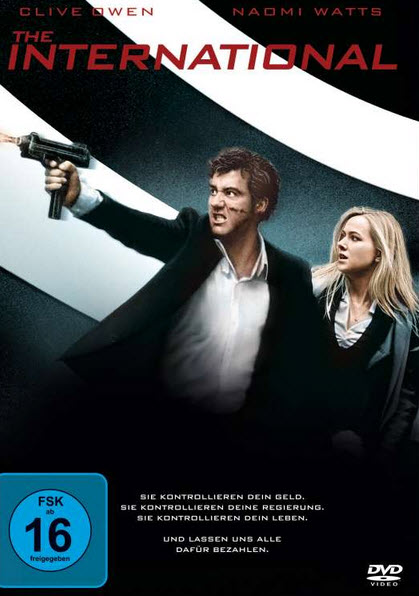 CLIVE OWEN NAOMI WATTS
THE
INTERNATIONAL
SIE KONTROLLIEREN DEIN GELD.
SIE KONTROLLIEREN DEINE REGIERUNG.
SIE KONTROLLIEREN DEIN LEBEN.
UND LASSEN UNS ALLE
DAFÜR BEZAHLEN.
FSK
ab
16
freigegeben
DVD
VIDEO